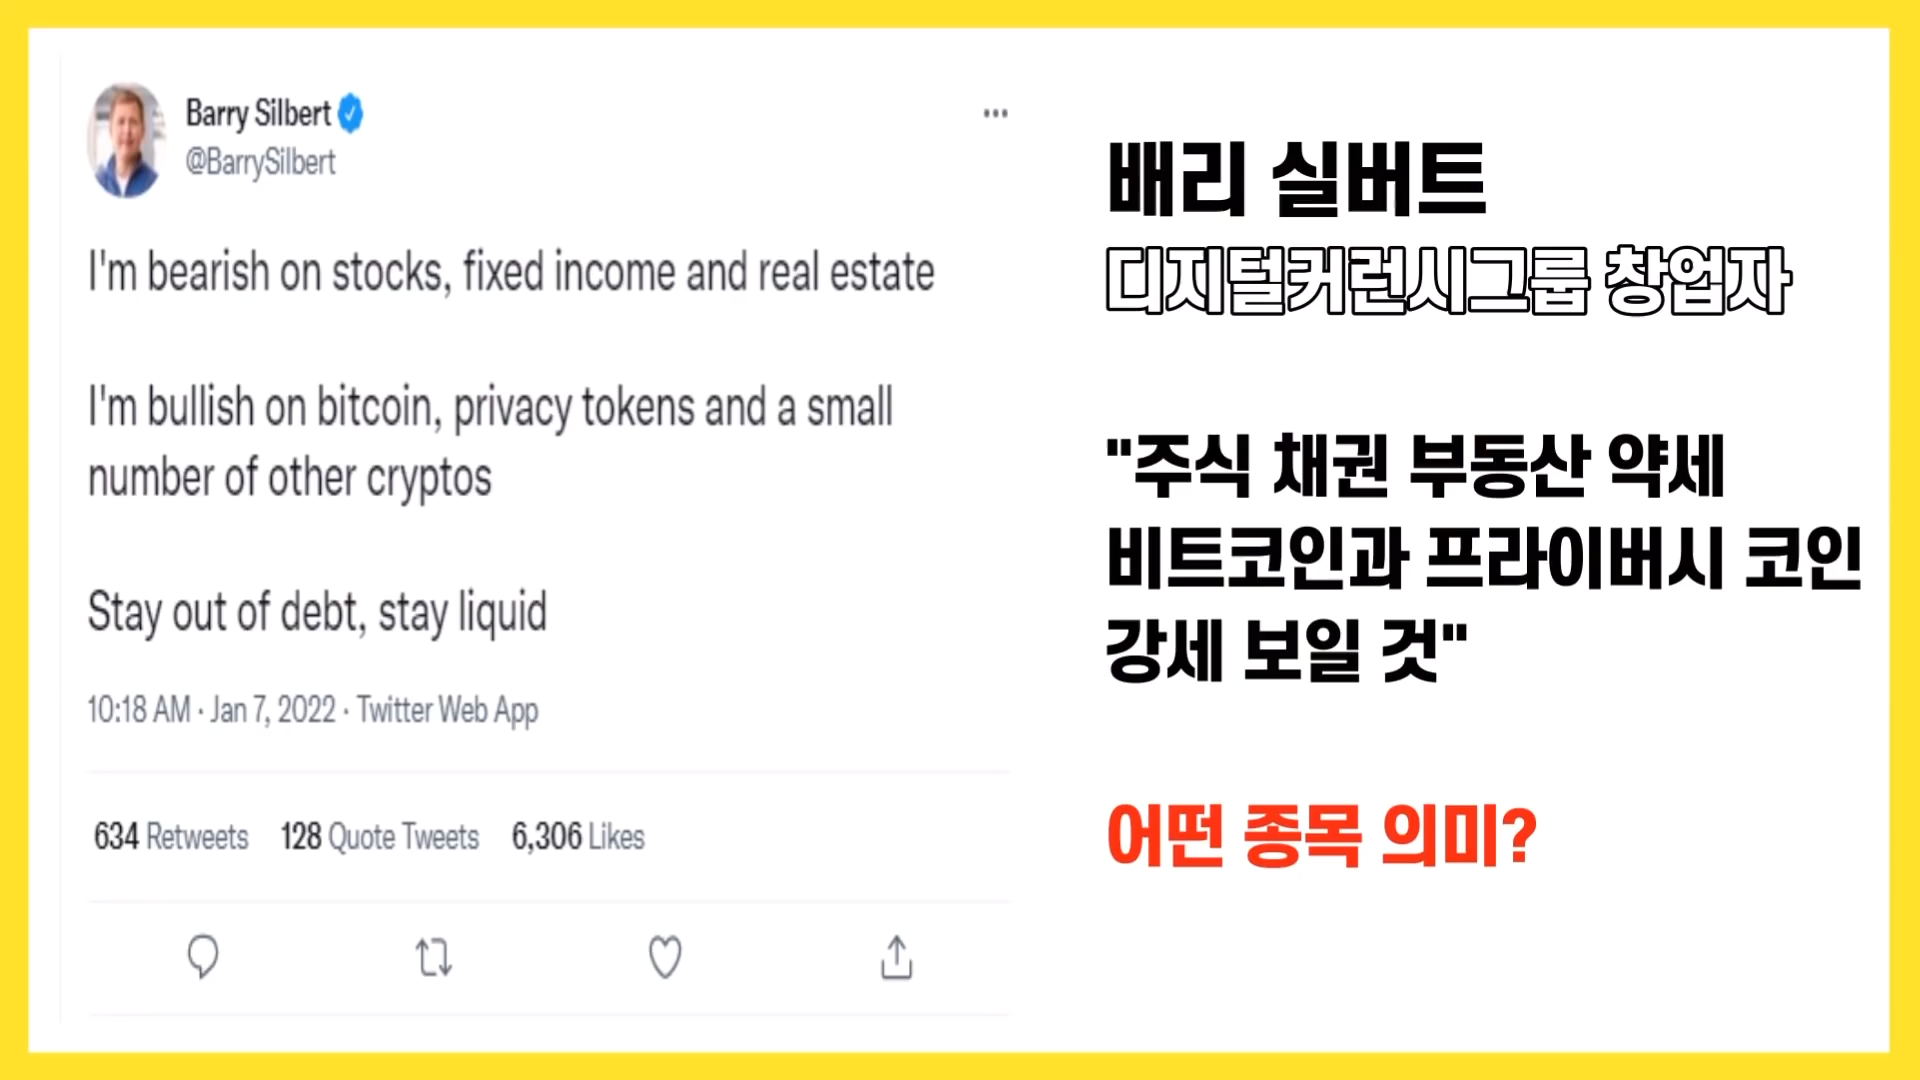 Barry Silbert
@BarrySilbert
I'm bearish on stocks, fixed income and real estate
I'm bullish on bitcoin, privacy tokens and a small
number of other cryptos
Stay out of debt, stay liquid
10:18 AM · Jan 7, 2022 · Twitter Web App
634 Retweets 128 Quote Tweets 6,306 Likes
배리 실버트
디지털커런시그룹 창업자
"주식 채권 부동산 약세
비트코인과 프라이버시 코인
강세 보일 것"
어떤 종목 의미?